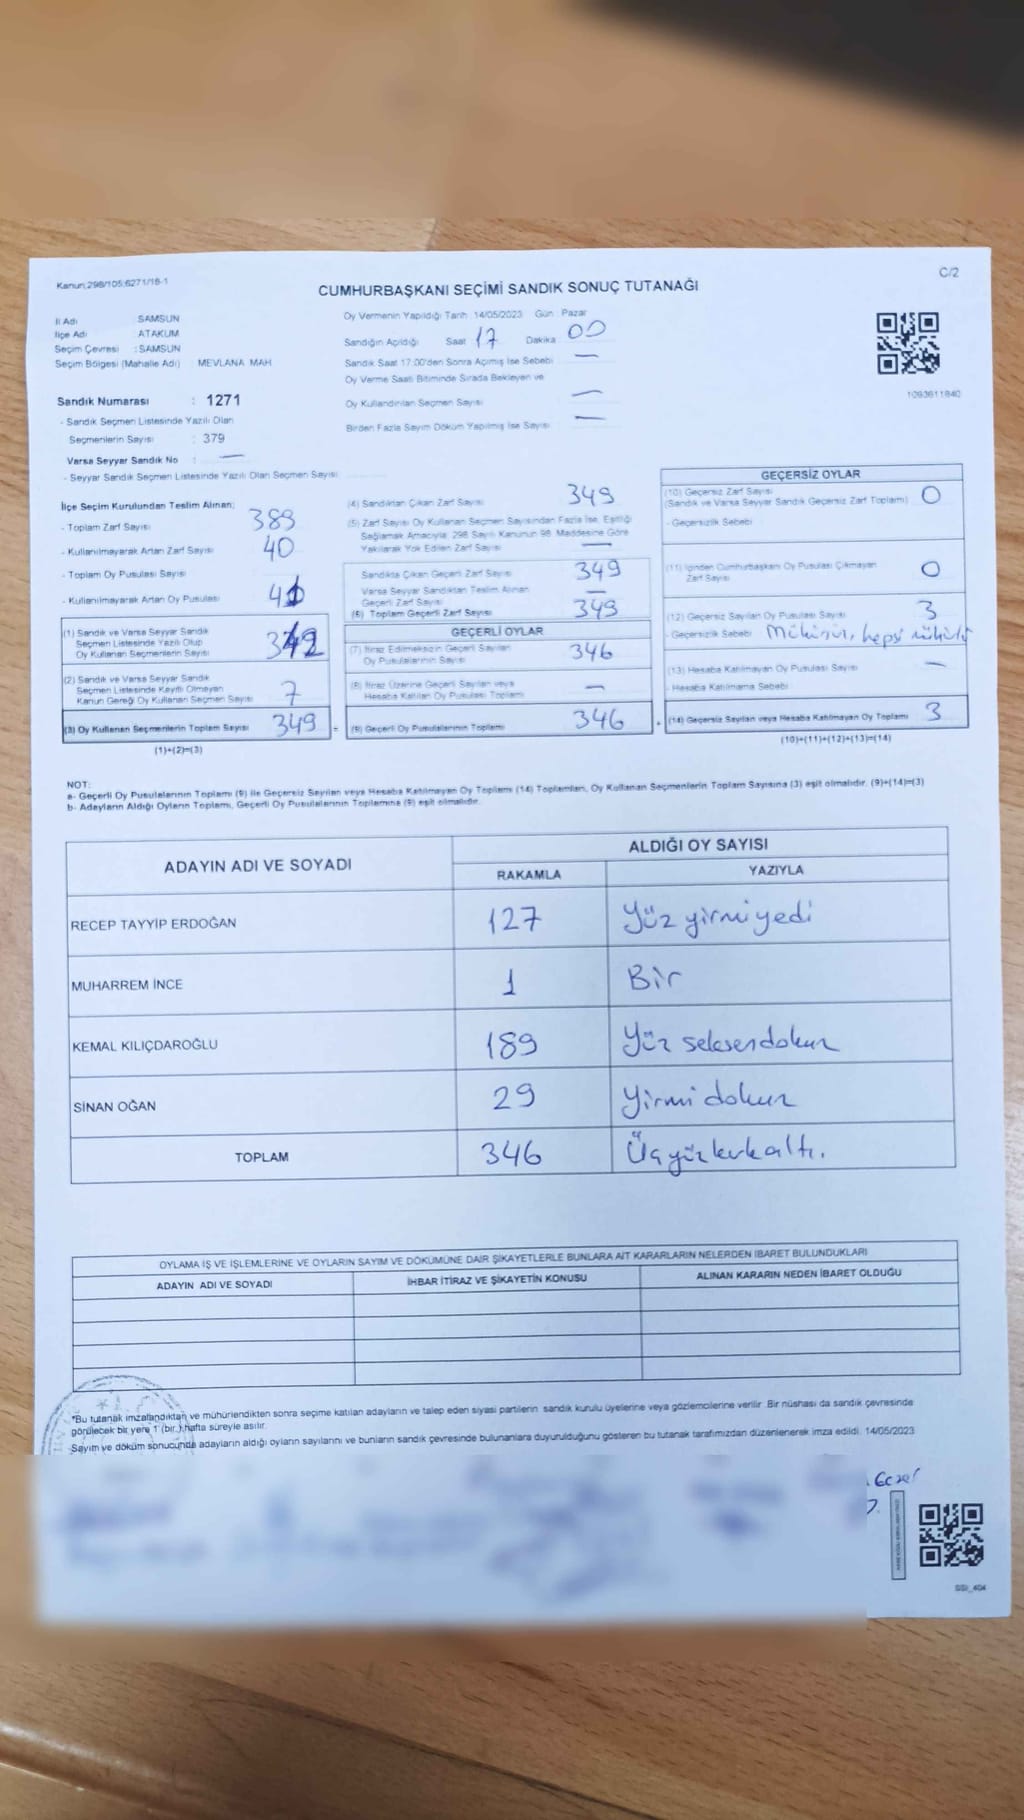 Kanun;298/105;6271/18-1
C/2
CUMHURBAŞKANI SEÇİMİ SANDIK SONUÇ TUTANAĞI
İl Adı SAMSUN
İlçe Adı : ATAKUM
Seçim Çevresi : SAMSUN
Seçim Bölgesi (Mahalle Adı) : MEVLANA MAH
Sandık Numarası : 1271
- Sandık Seçmen Listesinde Yazılı Olan
Seçmenlerin Sayısı : 379
Varsa Seyyar Sandık No : —
- Seyyar Sandık Seçmen Listesinde Yazılı Olan Seçmen Sayısı
Oy Vermenin Yapıldığı Tarih : 14/05/2023 Gün : Pazar
Sandığın Açıldığı Saat 17 Dakika 00
Sandık Saat 17:00'den Sonra Açılmış İse Sebebi —
Oy Verme Saati Bitiminde Sırada Bekleyen ve
Oy Kullandırılan Seçmen Sayısı —
Birden Fazla Sayım Döküm Yapılmış İse Sayısı —
1093611840
İlçe Seçim Kurulundan Teslim Alınan;
- Toplam Zarf Sayısı 389
- Kullanılmayarak Artan Zarf Sayısı 40
- Toplam Oy Pusulası Sayısı
- Kullanılmayarak Artan Oy Pusulası
(1) Sandık ve Varsa Seyyar Sandık
Seçmen Listesinde Yazılı Olup
Oy Kullanan Seçmenlerin Sayısı 342
(2) Sandık ve Varsa Seyyar Sandık
Seçmen Listesinde Kayıtlı Olmayan
Kanun Gereği Oy Kullanan Seçmen Sayısı 7
(3) Oy Kullanan Seçmenlerin Toplam Sayısı 349 =
(1)+(2)=(3)
(4) Sandıktan Çıkan Zarf Sayısı 349
(5) Zarf Sayısı Oy Kullanan Seçmen Sayısından Fazla İse, Eşitliği
Sağlamak Amacıyla 298 Sayılı Kanunun 98. Maddesine Göre
Yakılarak Yok Edilen Zarf Sayısı —
Sandıkta Çıkan Geçerli Zarf Sayısı 349
Varsa Seyyar Sandıktan Teslim Alınan
Geçerli Zarf Sayısı —
(6) Toplam Geçerli Zarf Sayısı 349
GEÇERLİ OYLAR
(7) İtiraz Edilmeksizin Geçerli Sayılan
Oy Pusulalarının Sayısı 346
(8) İtiraz Üzerine Geçerli Sayılan veya
Hesaba Katılan Oy Pusulası Toplamı —
(9) Geçerli Oy Pusulalarının Toplamı 346 +
GEÇERSİZ OYLAR
(10) Geçersiz Zarf Sayısı
(Sandık ve Varsa Seyyar Sandık Geçersiz Zarf Toplamı) 0
- Geçersizlik Sebebi
(11) İçinden Cumhurbaşkanı Oy Pusulası Çıkmayan
Zarf Sayısı 0
(12) Geçersiz Sayılan Oy Pusulası Sayısı 3
- Geçersizlik Sebebi hepsi
(13) Hesaba Katılmayan Oy Pusulası Sayısı —
- Hesaba Katılmama Sebebi
(14) Geçersiz Sayılan veya Hesaba Katılmayan Oy Toplamı 3
(10)+(11)+(12)+(13)=(14)
NOT:
a- Geçerli Oy Pusulalarının Toplamı (9) ile Geçersiz Sayılan veya Hesaba Katılmayan Oy Toplamı (14) Toplamları, Oy Kullanan Seçmenlerin Toplam Sayısına (3) eşit olmalıdır. (9)+(14)=(3)
b- Adayların Aldığı Oyların Toplamı, Geçerli Oy Pusulalarının Toplamına (9) eşit olmalıdır.
ADAYIN ADI VE SOYADI
ALDIĞI OY SAYISI
RAKAMLA YAZIYLA
RECEP TAYYİP ERDOĞAN 127 Yüz yirmi yedi
MUHARREM İNCE 1 Bir
KEMAL KILIÇDAROĞLU 189 Yüz seksen dokuz
SİNAN OĞAN 29 Yirmi dokuz
TOPLAM 346 Üç yüz kırk altı.
OYLAMA İŞ VE İŞLEMLERİNE VE OYLARIN SAYIM VE DÖKÜMÜNE DAİR ŞİKAYETLERLE BUNLARA AİT KARARLARIN NELERDEN İBARET BULUNDUKLARI
ADAYIN ADI VE SOYADI İHBAR İTİRAZ VE ŞİKAYETİN KONUSU ALINAN KARARIN NEDEN İBARET OLDUĞU
*Bu tutanak imzalandıktan ve mühürlendikten sonra seçime katılan adayların ve talep eden siyasi partilerin sandık kurulu üyelerine veya gözlemcilerine verilir. Bir nüshası da sandık çevresinde
görülecek bir yere 1 (bir) hafta süreyle asılır.
Sayım ve döküm sonucunda adayların aldığı oyların sayılarını ve bunların sandık çevresinde bulunanlara duyurulduğunu gösteren bu tutanak tarafımızdan düzenlenerek imza edildi. 14/05/2023
SSI_404